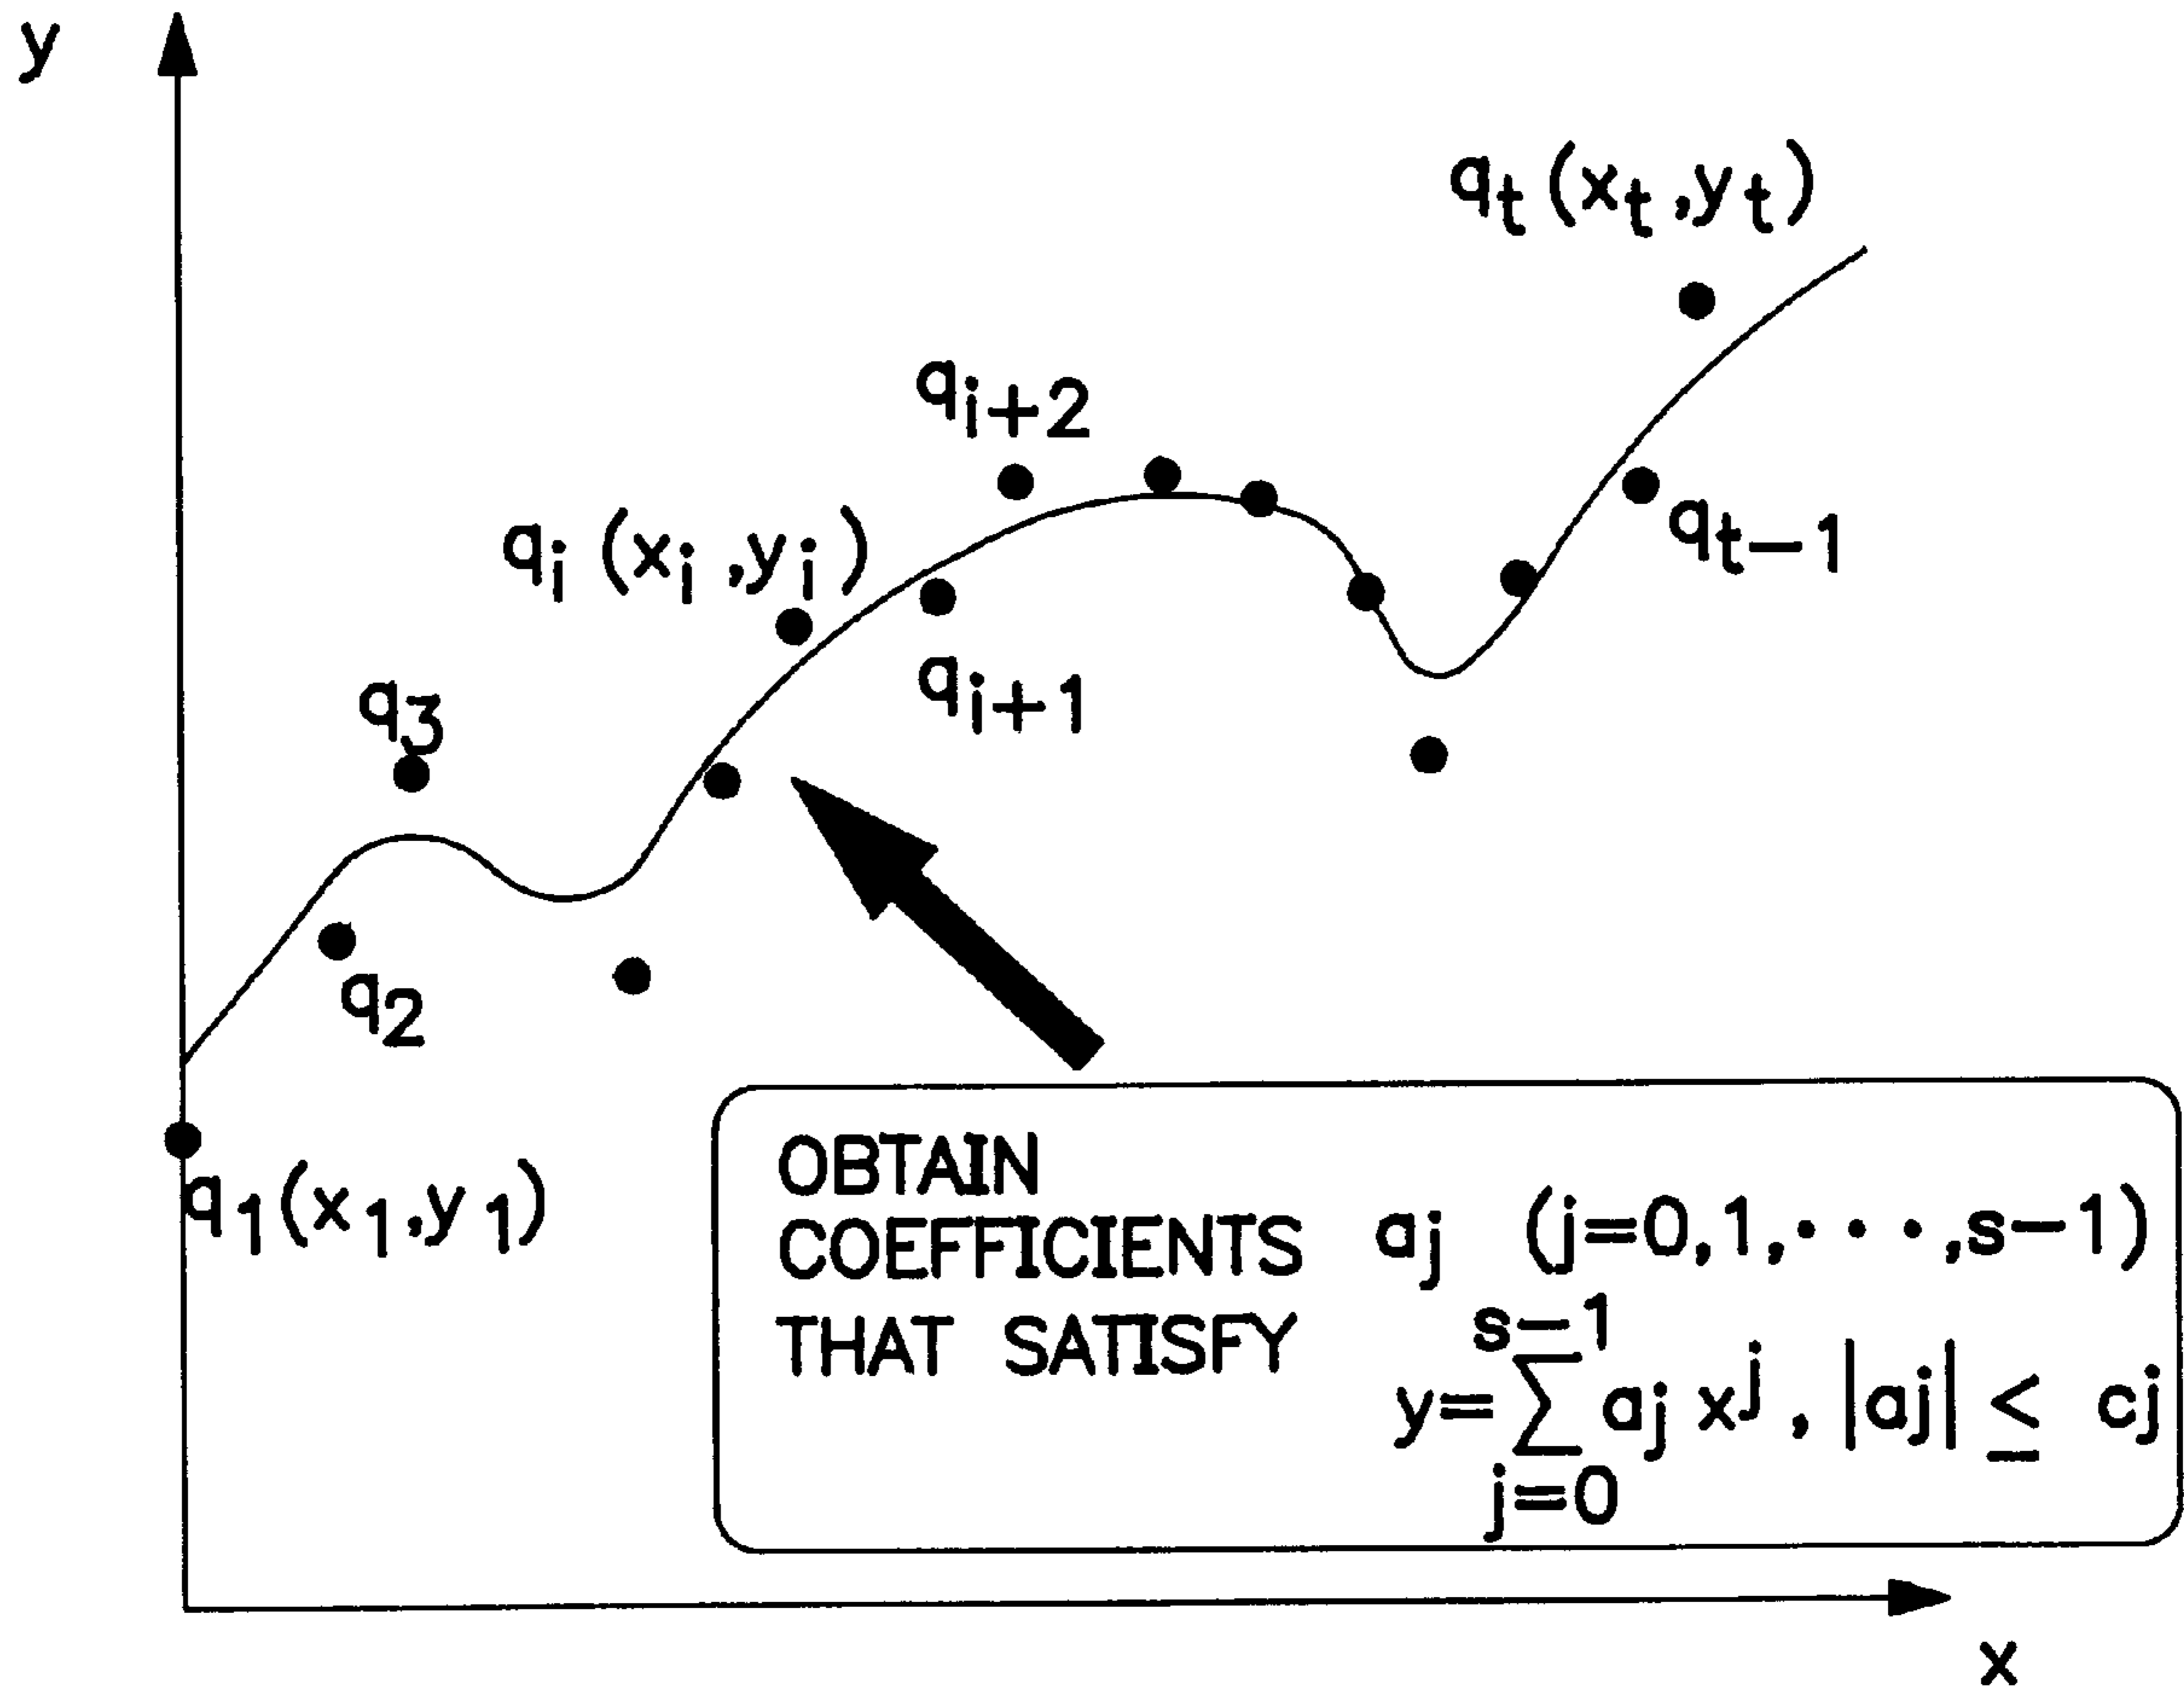 y
qt (xt ,yt)
qi+2
qi (xi ,yi )
qt−1
qi+1
q3
q2
q1(x1,y1)
OBTAIN
COEFFICIENTS aj (j=0,1,···,s−1)
THAT SATISFY
s−1
y=∑ aj xj , |aj| ≤ cj
j=0
x